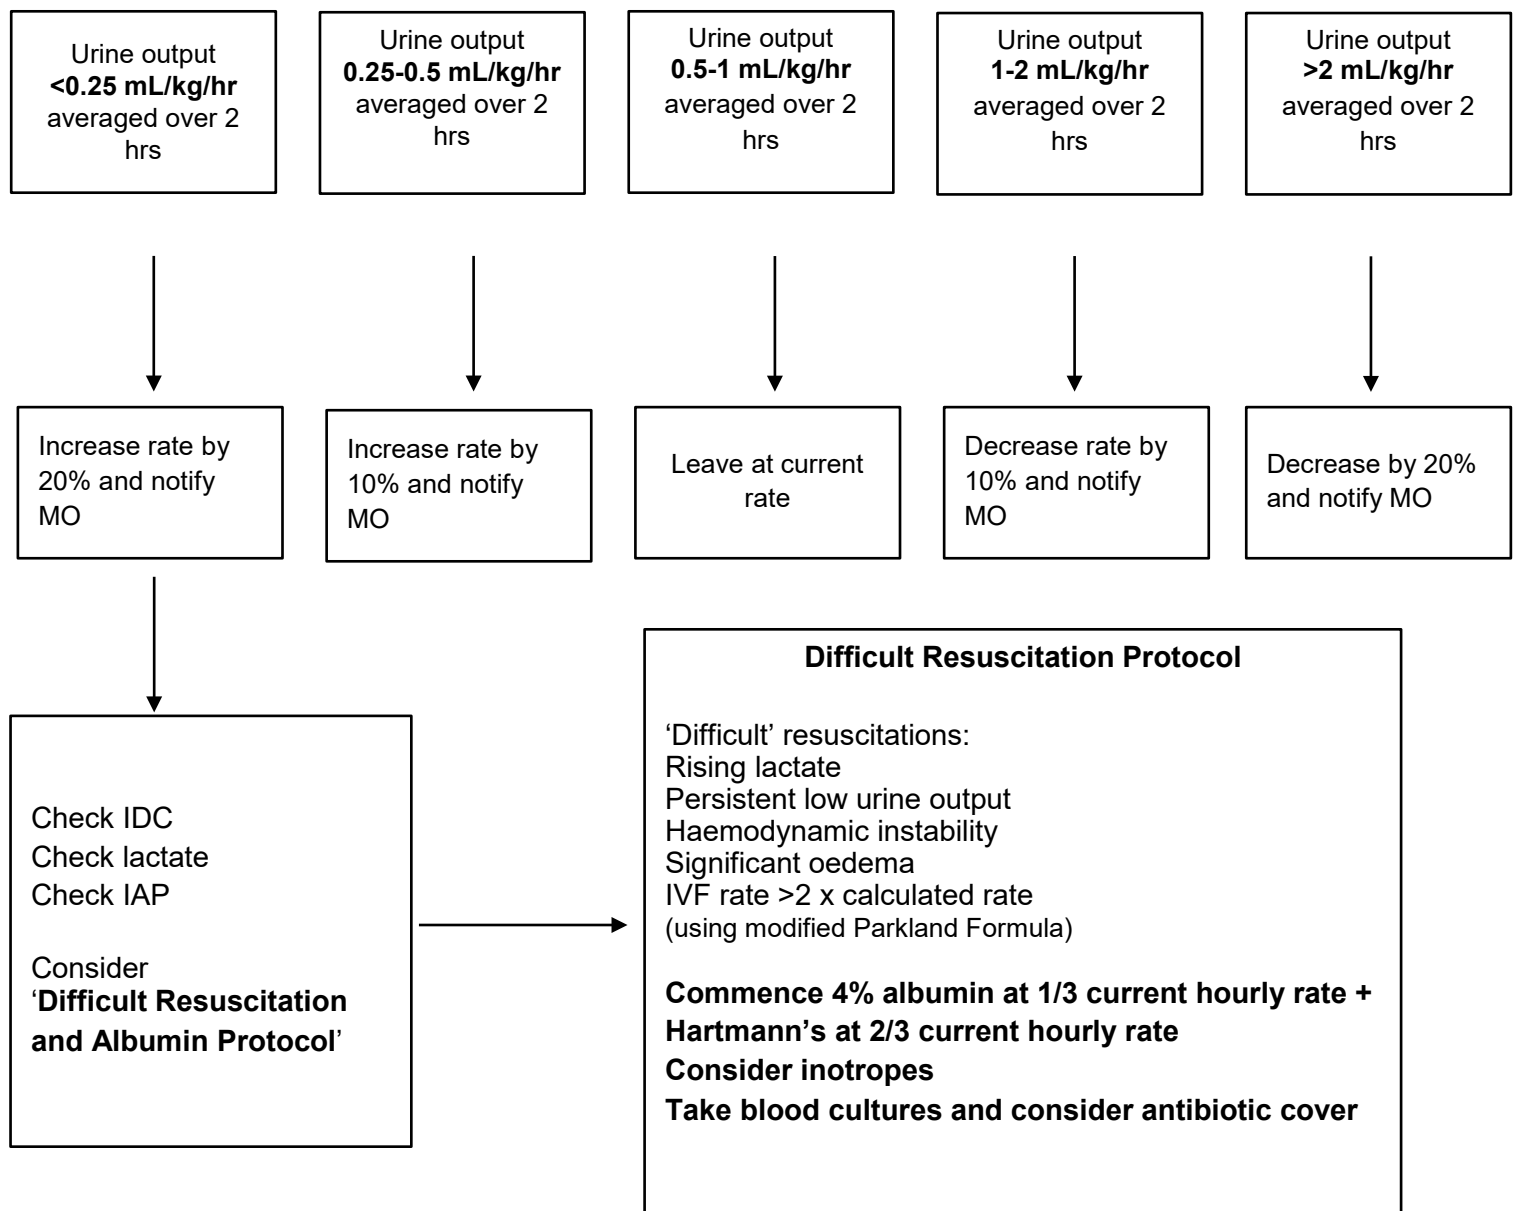 Urine output
<0.25 mL/kg/hr
averaged over 2
hrs
Urine output
0.25-0.5 mL/kg/hr
averaged over 2
hrs
Urine output
0.5-1 mL/kg/hr
averaged over 2
hrs
Urine output
1-2 mL/kg/hr
averaged over 2
hrs
Urine output
>2 mL/kg/hr
averaged over 2
hrs
Increase rate by
20% and notify
MO
Increase rate by
10% and notify
MO
Leave at current
rate
Decrease rate by
10% and notify
MO
Decrease by 20%
and notify MO
Check IDC
Check lactate
Check IAP
Consider
‘Difficult Resuscitation
and Albumin Protocol’
Difficult Resuscitation Protocol
‘Difficult’ resuscitations:
Rising lactate
Persistent low urine output
Haemodynamic instability
Significant oedema
IVF rate >2 x calculated rate
(using modified Parkland Formula)
Commence 4% albumin at 1/3 current hourly rate +
Hartmann’s at 2/3 current hourly rate
Consider inotropes
Take blood cultures and consider antibiotic cover